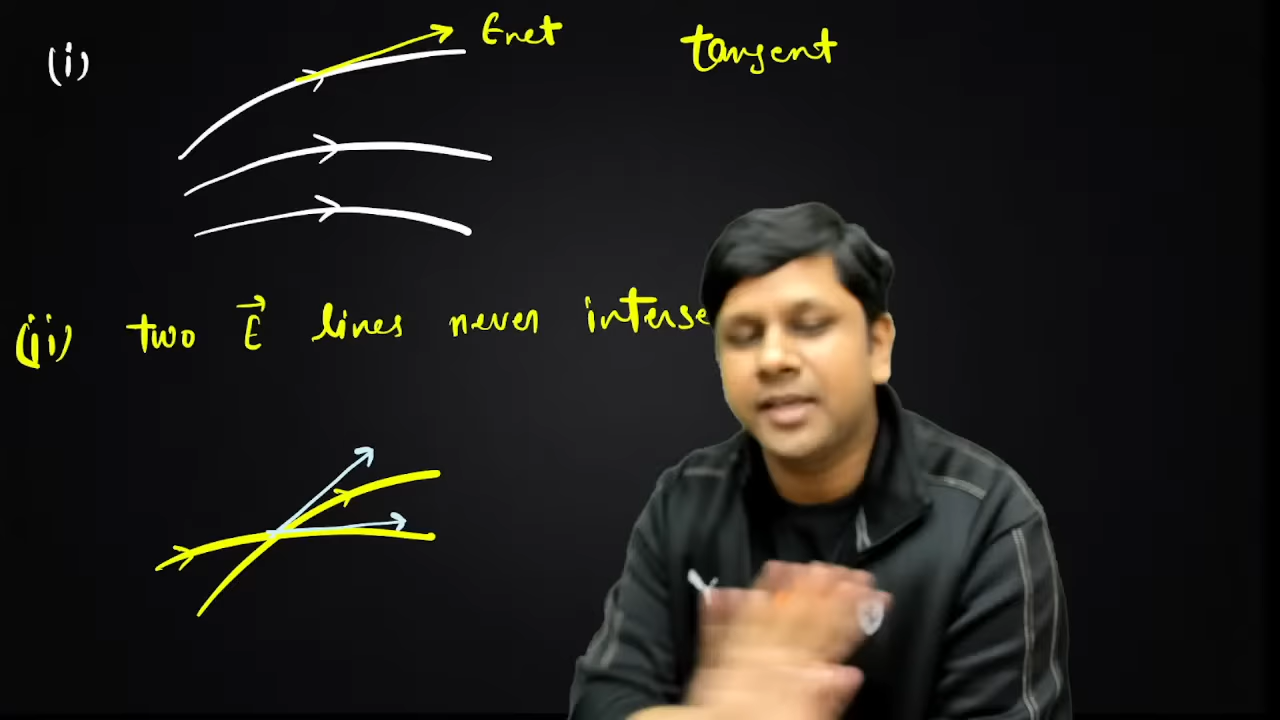 (i) Enet tangent
(ii) two E⃗ lines never interse